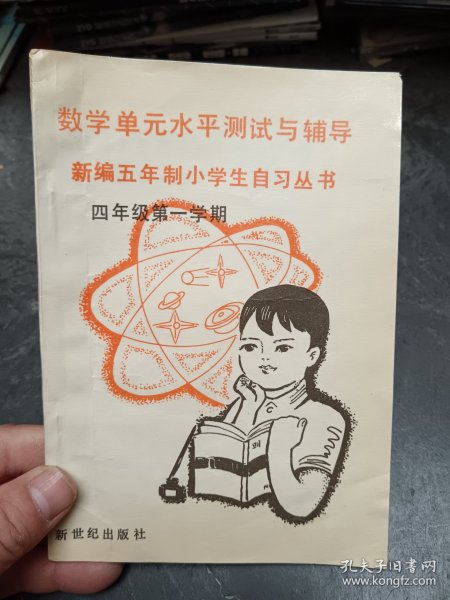 数学单元水平测试与辅导
新编五年制小学生自习丛书
四年级第一学期
新世纪出版社
孔夫子旧书网
www.kongfz.com